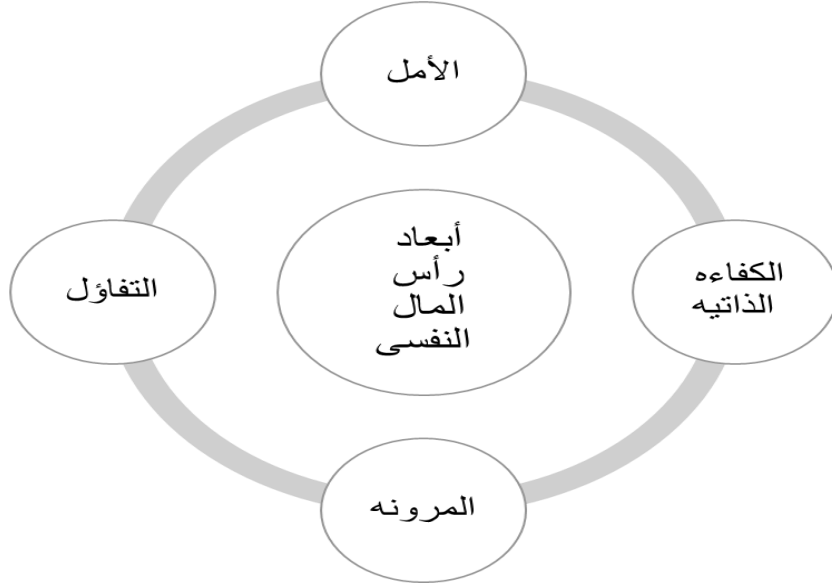 الأمل
أبعاد
رأس
المال
النفسى
الكفاءه
الذاتيه
التفاؤل
المرونه